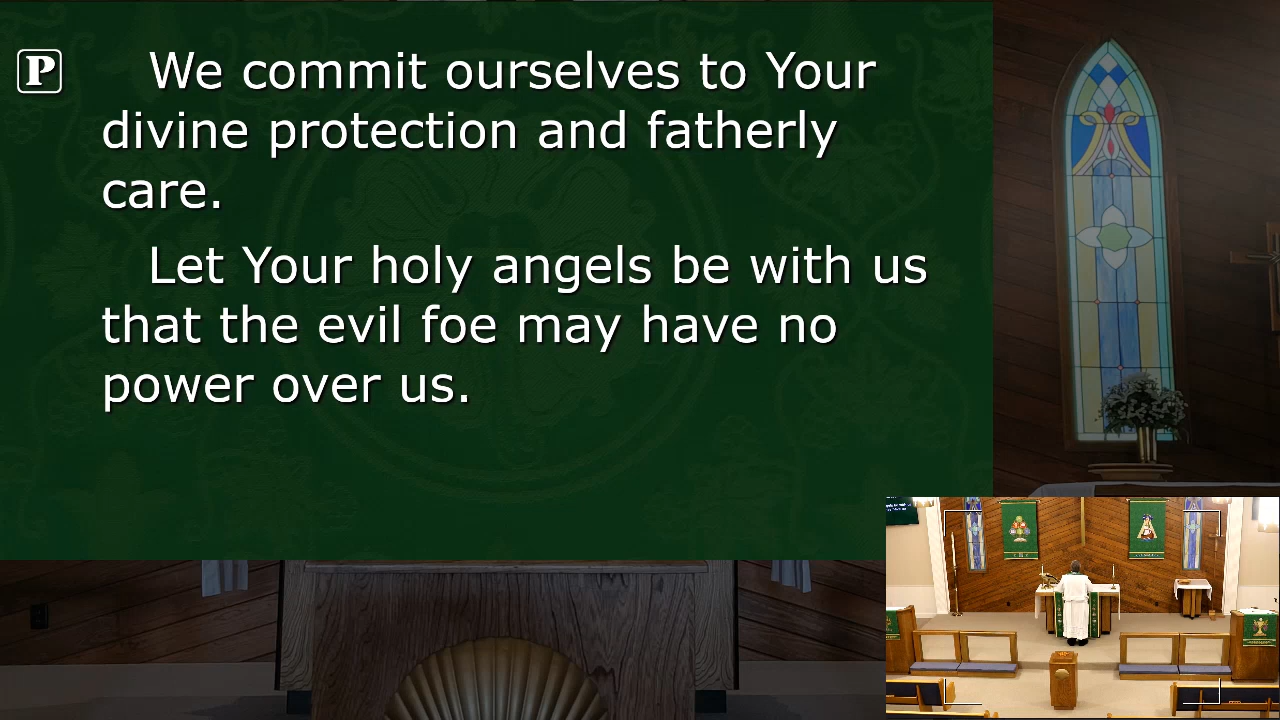 P We commit ourselves to Your
divine protection and fatherly
care.
Let Your holy angels be with us
that the evil foe may have no
power over us.